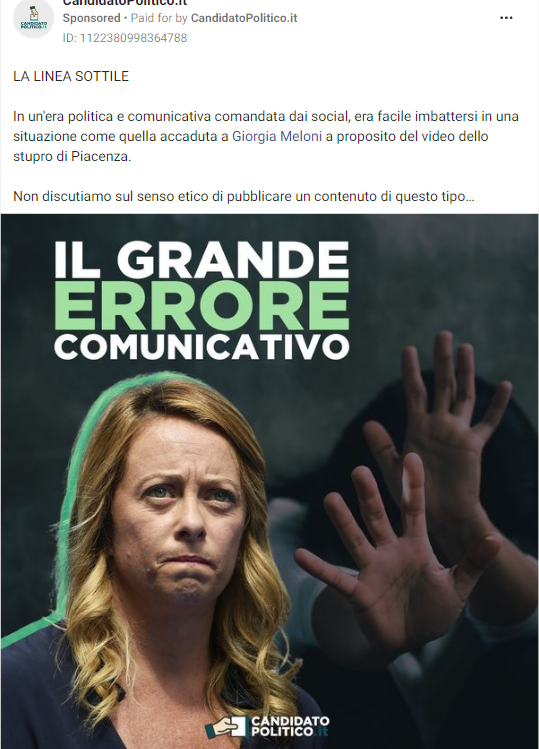 CandidatoPolitico.it
Sponsored • Paid for by CandidatoPolitico.it
ID: 1122380998364788
LA LINEA SOTTILE
In un'era politica e comunicativa comandata dai social, era facile imbattersi in una
situazione come quella accaduta a Giorgia Meloni a proposito del video dello
stupro di Piacenza.
Non discutiamo sul senso etico di pubblicare un contenuto di questo tipo...
IL GRANDE
ERRORE
COMUNICATIVO
CANDIDATO
POLITICO.it
CANDIDATO
POLITICO.it